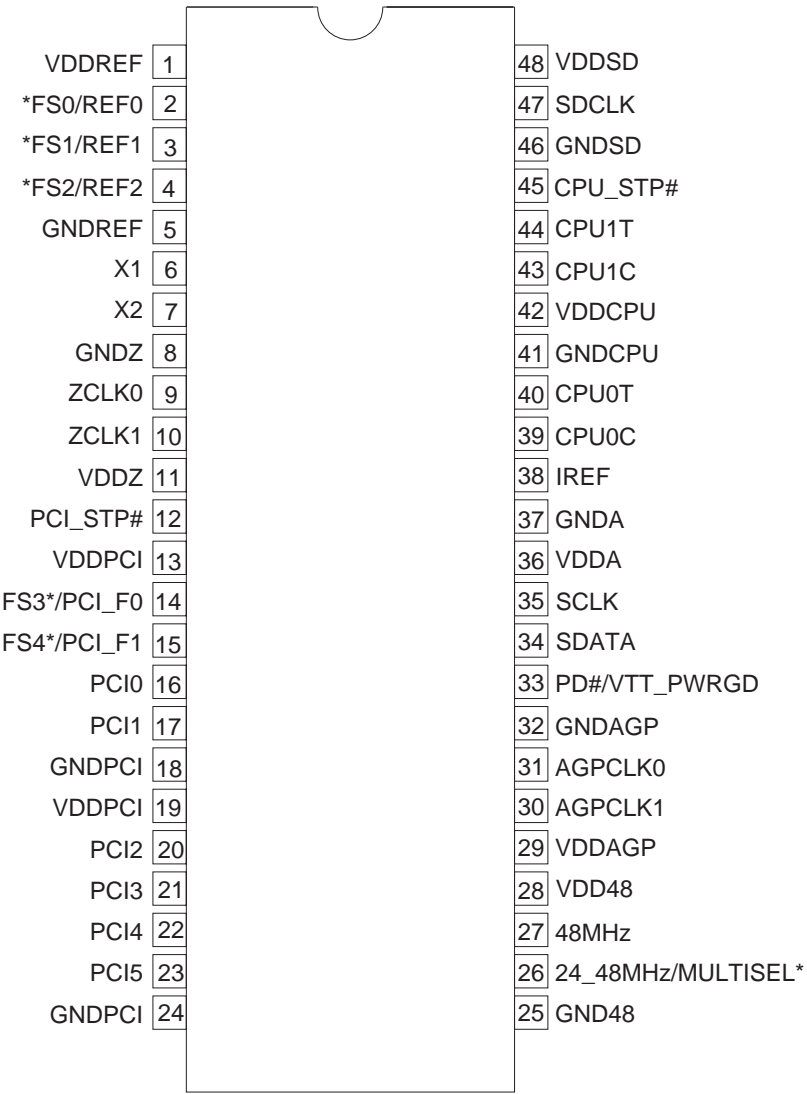 VDDREF 1 48 VDDSD
*FS0/REF0 2 47 SDCLK
*FS1/REF1 3 46 GNDSD
*FS2/REF2 4 45 CPU_STP#
GNDREF 5 44 CPU1T
X1 6 43 CPU1C
X2 7 42 VDDCPU
GNDZ 8 41 GNDCPU
ZCLK0 9 40 CPU0T
ZCLK1 10 39 CPU0C
VDDZ 11 38 IREF
PCI_STP# 12 37 GNDA
VDDPCI 13 36 VDDA
FS3*/PCI_F0 14 35 SCLK
FS4*/PCI_F1 15 34 SDATA
PCI0 16 33 PD#/VTT_PWRGD
PCI1 17 32 GNDAGP
GNDPCI 18 31 AGPCLK0
VDDPCI 19 30 AGPCLK1
PCI2 20 29 VDDAGP
PCI3 21 28 VDD48
PCI4 22 27 48MHz
PCI5 23 26 24_48MHz/MULTISEL*
GNDPCI 24 25 GND48